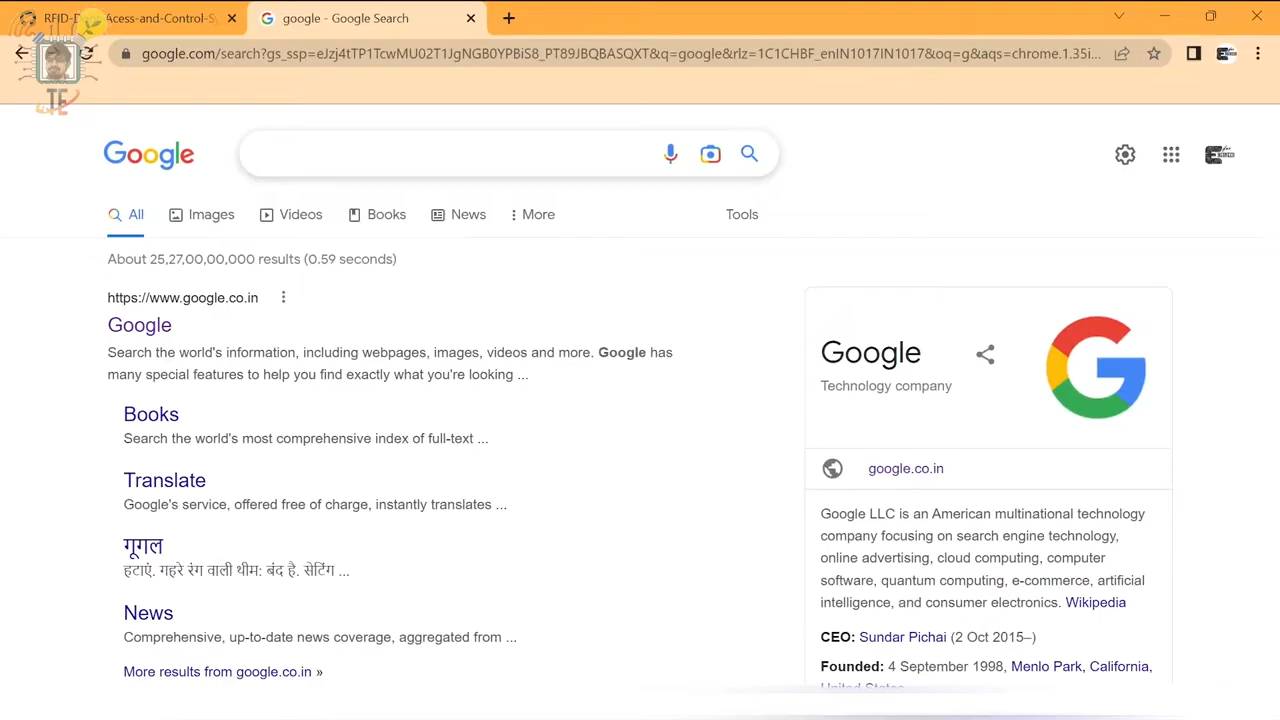 RFID-D
Acess-and-Control-S
google - Google Search
google.com/search?gs_ssp=eJzj4tTP1TcwMU02T1JgNGB0YPBiS8_PT89JBQBASQXT&q=google&rlz=1C1CHBF_enIN1017IN1017&oq=g&aqs=chrome.1.35i...
TE
Google
All
Images
Videos
Books
News
More
Tools
About 25,27,00,00,000 results (0.59 seconds)
https://www.google.co.in
Google
Search the world's information, including webpages, images, videos and more. Google has
many special features to help you find exactly what you're looking ...
Books
Search the world's most comprehensive index of full-text ...
Translate
Google's service, offered free of charge, instantly translates ...
गूगल
हटाएं. गहरे रंग वाली थीम: बंद है. सेटिंग ...
News
Comprehensive, up-to-date news coverage, aggregated from ...
More results from google.co.in »
Google
Technology company
google.co.in
Google LLC is an American multinational technology
company focusing on search engine technology,
online advertising, cloud computing, computer
software, quantum computing, e-commerce, artificial
intelligence, and consumer electronics. Wikipedia
CEO: Sundar Pichai (2 Oct 2015–)
Founded: 4 September 1998, Menlo Park, California,
United States